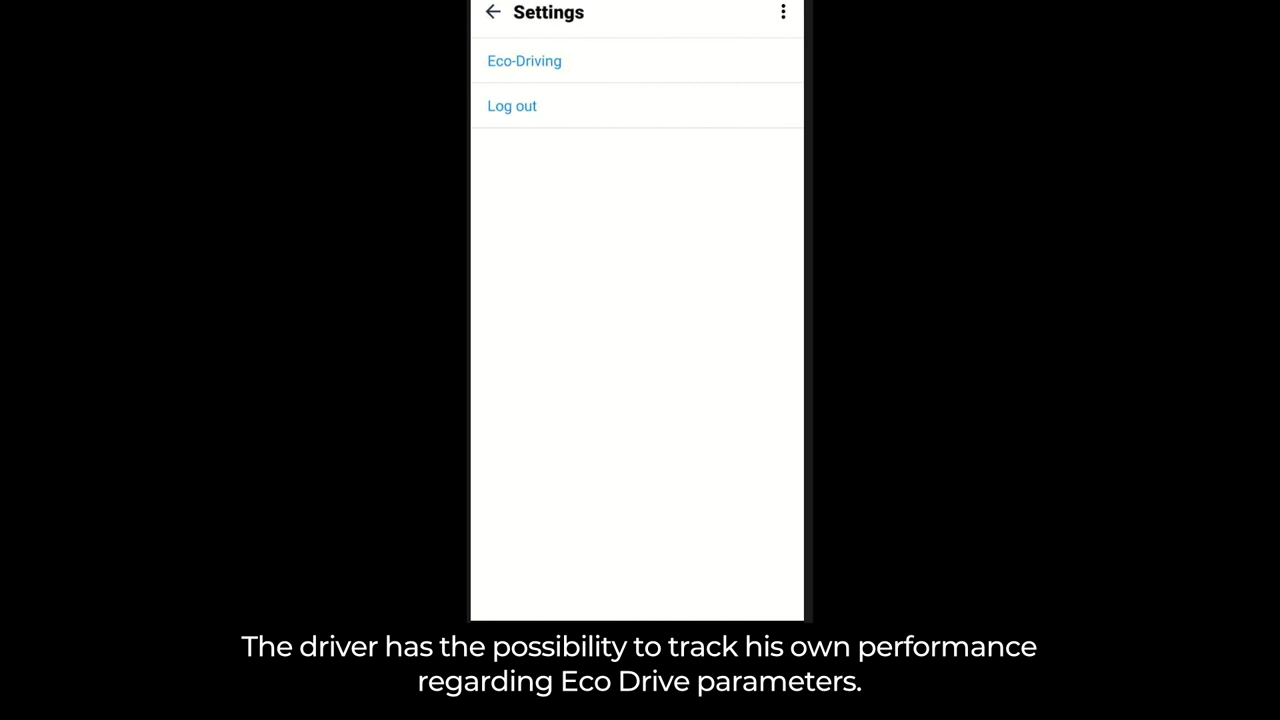 Settings
Eco-Driving
Log out
The driver has the possibility to track his own performance
regarding Eco Drive parameters.